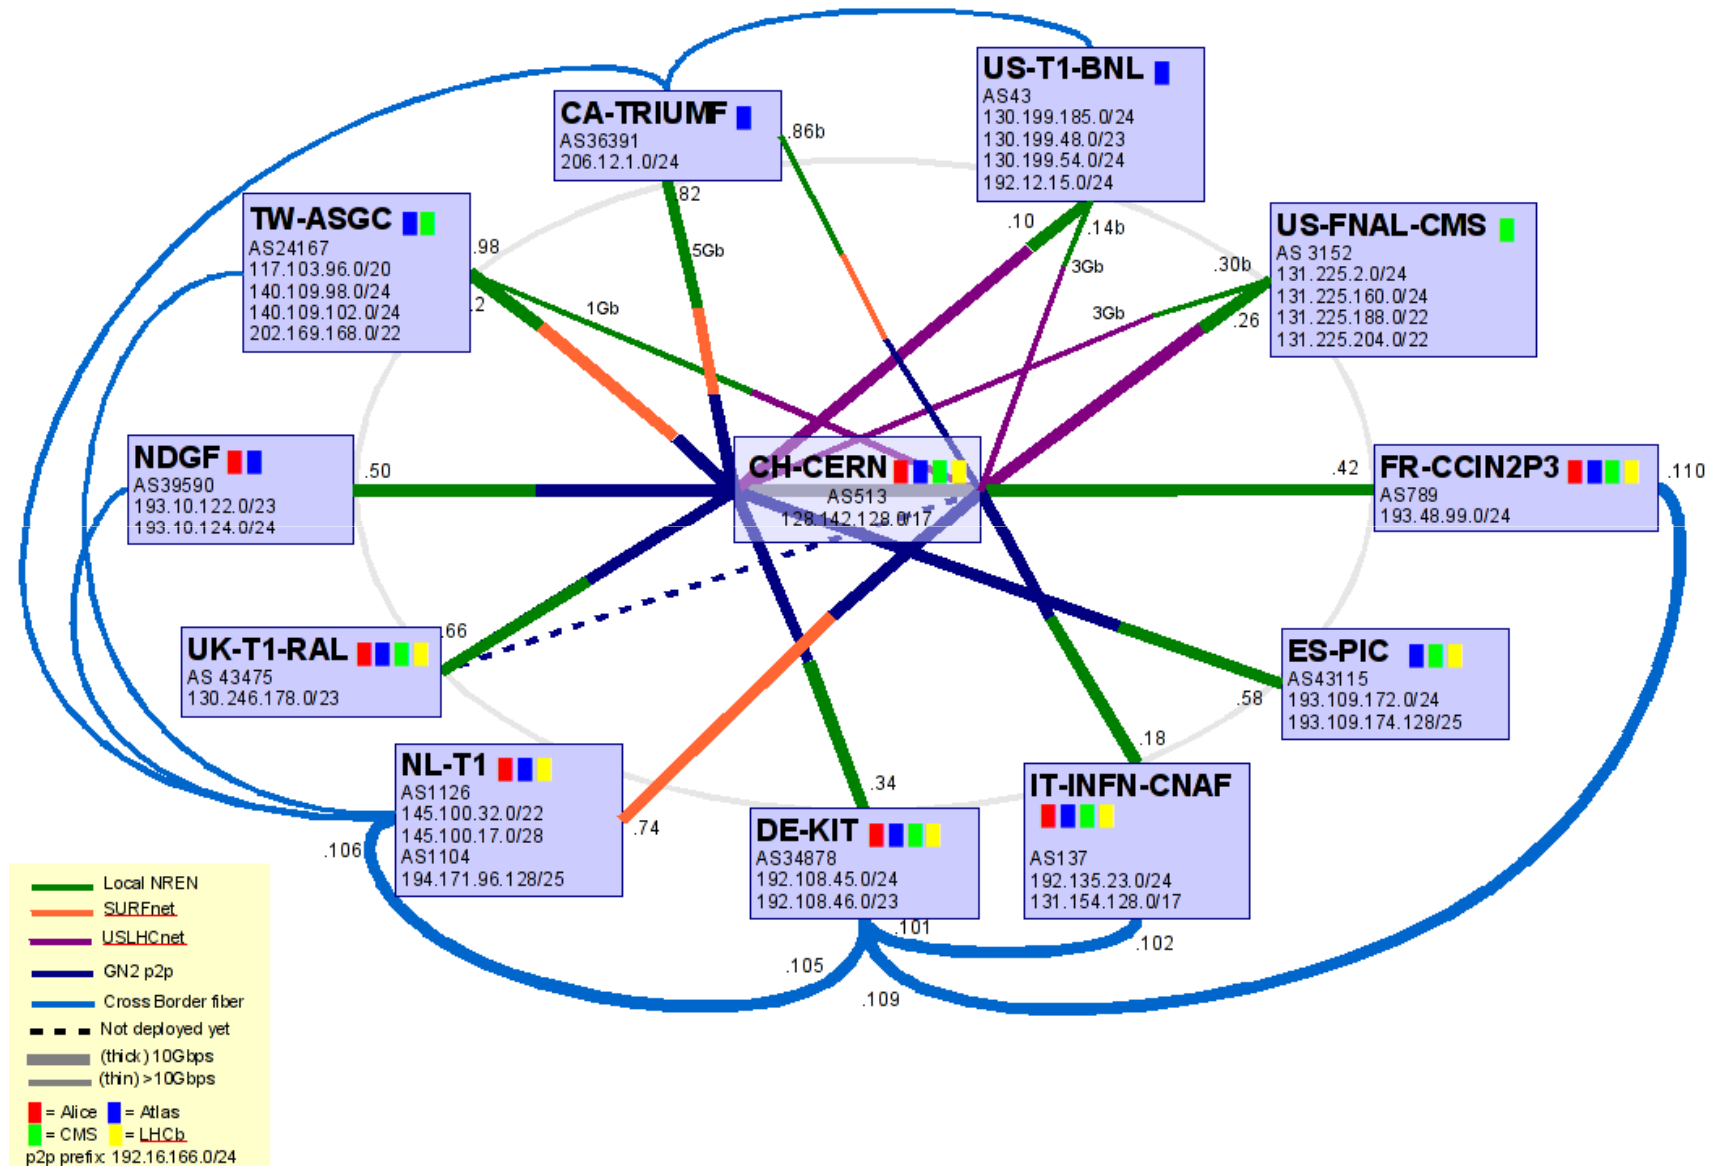 US-T1-BNL
AS43
130.199.185.0/24
130.199.48.0/23
130.199.54.0/24
192.12.15.0/24
CA-TRIUMF
AS36391
206.12.1.0/24
.86b
.82
5Gb
TW-ASGC
AS24167
117.103.96.0/20
140.109.98.0/24
140.109.102.0/24
202.169.168.0/22
.98
.2
1Gb
.10
.14b
3Gb
US-FNAL-CMS
AS 3152
131.225.2.0/24
131.225.160.0/24
131.225.188.0/22
131.225.204.0/22
.30b
3Gb
.26
NDGF
AS39590
193.10.122.0/23
193.10.124.0/24
.50
CH-CERN
AS513
128.142.128.0/17
.42
FR-CCIN2P3
AS789
193.48.99.0/24
.110
UK-T1-RAL
AS 43475
130.246.178.0/23
.66
ES-PIC
AS43115
193.109.172.0/24
193.109.174.128/25
.58
NL-T1
AS1126
145.100.32.0/22
145.100.17.0/28
AS1104
194.171.96.128/25
.74
.106
DE-KIT
AS34878
192.108.45.0/24
192.108.46.0/23
.34
.101
.105
.109
IT-INFN-CNAF
AS137
192.135.23.0/24
131.154.128.0/17
.18
.102
Local NREN
SURFnet
USLHCnet
GN2 p2p
Cross Border fiber
Not deployed yet
(thick) 10Gbps
(thin) >10Gbps
= Alice = Atlas
= CMS = LHCb
p2p prefix: 192.16.166.0/24